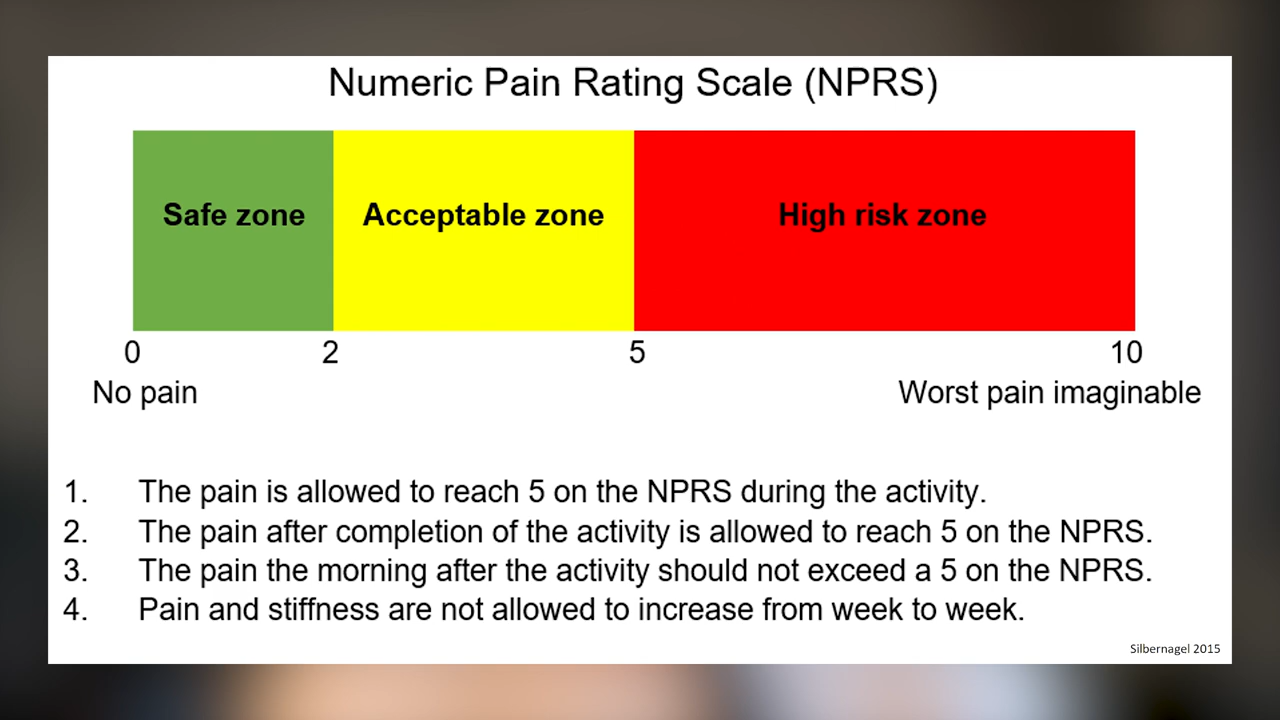 Numeric Pain Rating Scale (NPRS)
Safe zone
Acceptable zone
High risk zone
0
2
5
10
No pain
Worst pain imaginable
1. The pain is allowed to reach 5 on the NPRS during the activity.
2. The pain after completion of the activity is allowed to reach 5 on the NPRS.
3. The pain the morning after the activity should not exceed a 5 on the NPRS.
4. Pain and stiffness are not allowed to increase from week to week.
Silbernagel 2015